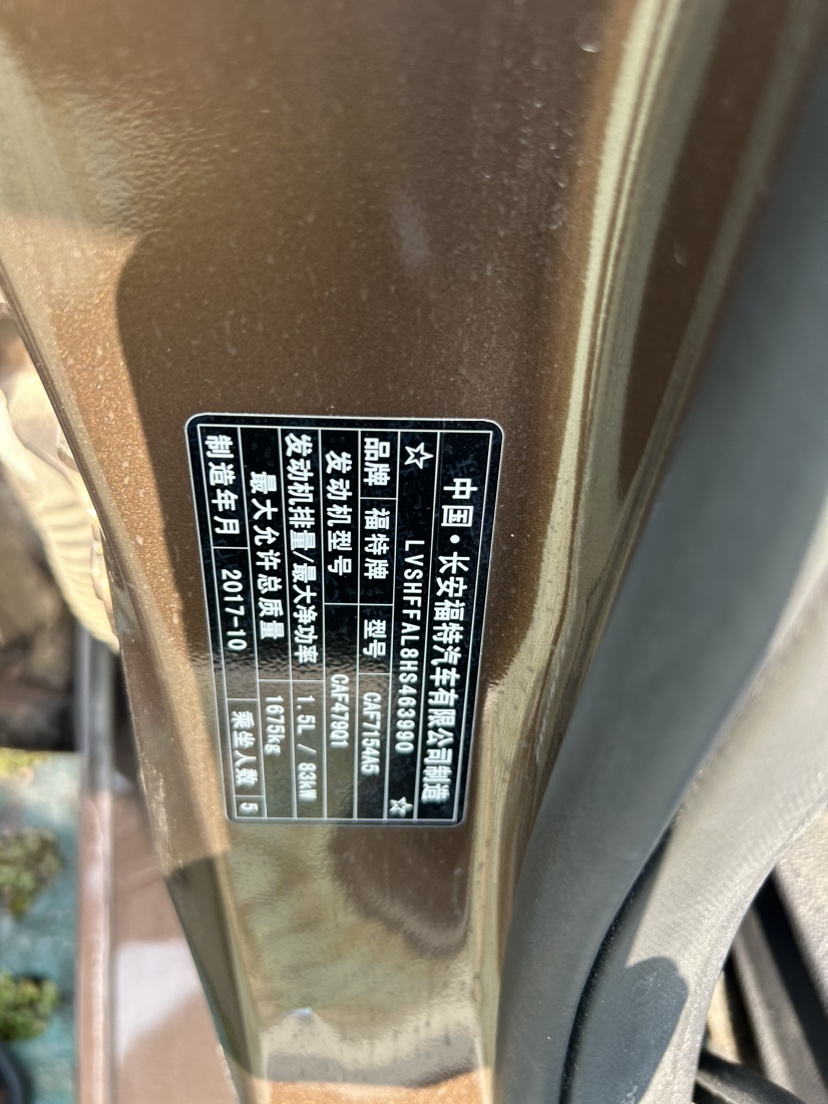 中国·长安福特汽车有限公司制造
☆ LVSHFFAL8HS463990 ☆
品牌 福特牌 型号 CAF7154A5
发动机型号 CAF479Q1
发动机排量/最大净功率 1.5L / 83kW
最大允许总质量 1675kg
制造年月 2017-10 乘坐人数 5